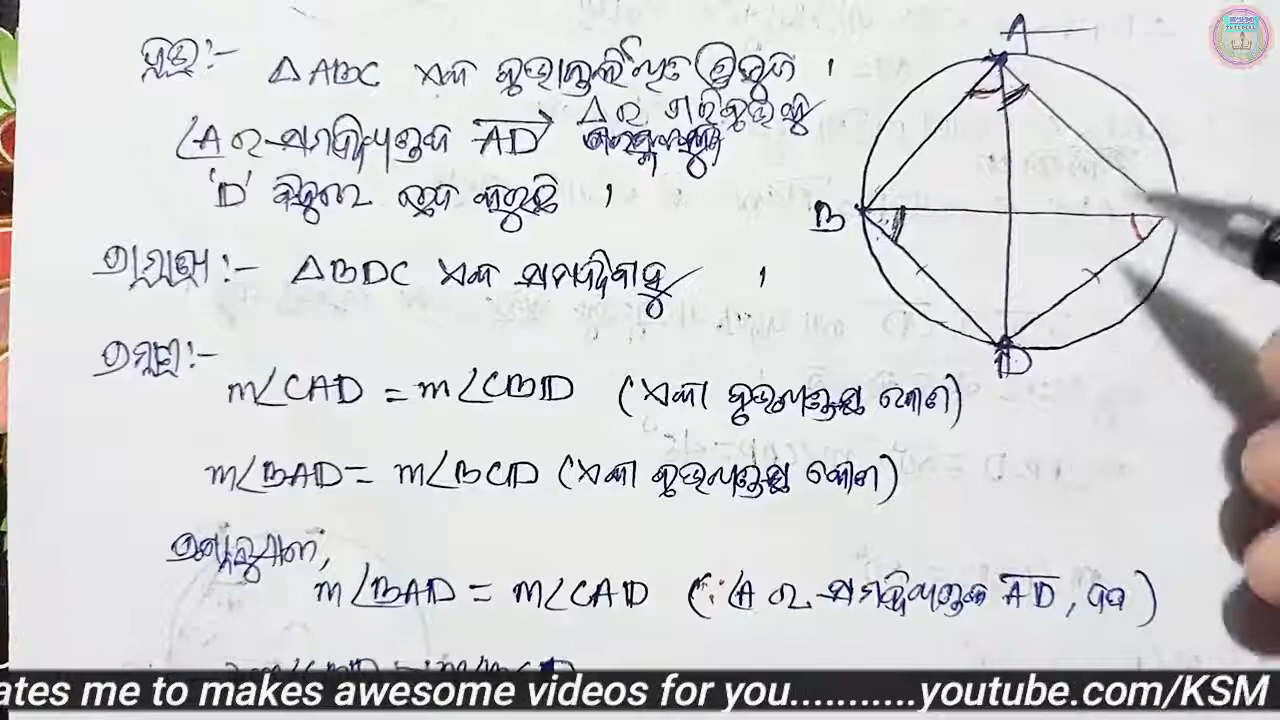 ଦତ୍ତ :- △ABC ଏକ ବୃତ୍ତାନ୍ତର୍ଲିଖିତ ତ୍ରିଭୁଜ ।
∠A ର ସମଦ୍ୱିଖଣ୍ଡକ AD △ ର ପରିବୃତ୍ତକୁ
'D' ବିନ୍ଦୁରେ ଛେଦ କରୁଛି ।
ପ୍ରାମାଣ୍ୟ :- △BDC ଏକ ସମଦ୍ୱିବାହୁ ।
ପ୍ରମାଣ :-
m∠CAD = m∠CBD (ଏକା ବୃତ୍ତଖଣ୍ଡସ୍ଥ କୋଣ)
m∠BAD = m∠BCD (ଏକା ବୃତ୍ତଖଣ୍ଡସ୍ଥ କୋଣ)
m∠BAD = m∠CAD (∵ ∠A ର ସମଦ୍ୱିଖଣ୍ଡକ AD, ଦତ୍ତ)
A
B
D
ates me to makes awesome videos for you...........youtube.com/KSM